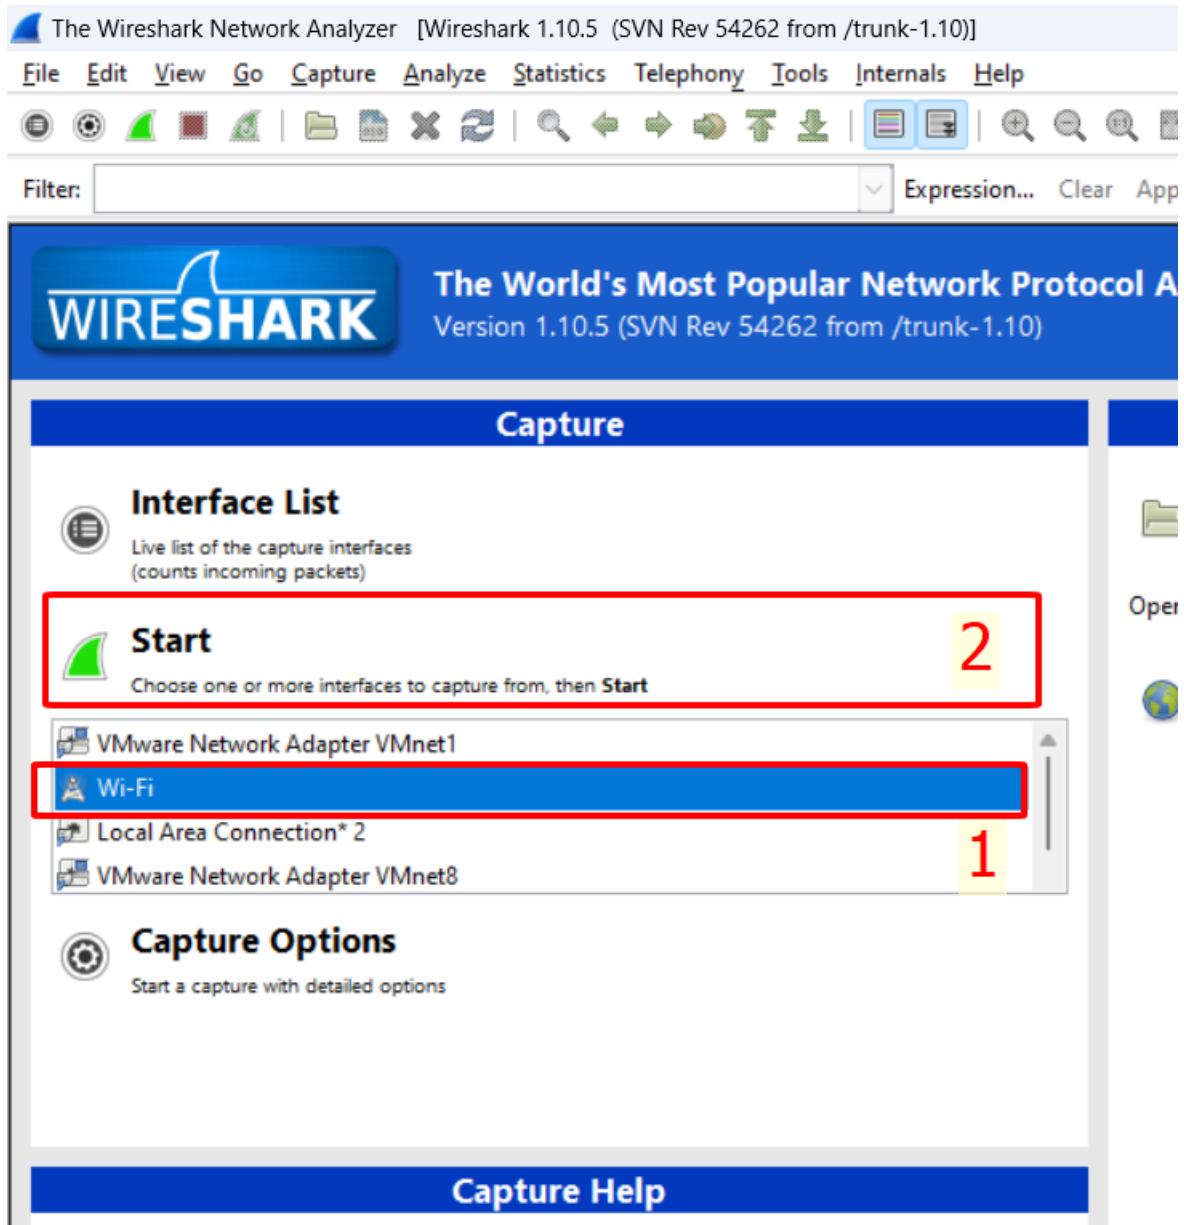 The Wireshark Network Analyzer [Wireshark 1.10.5 (SVN Rev 54262 from /trunk-1.10)]
File Edit View Go Capture Analyze Statistics Telephony Tools Internals Help
Filter: Expression... Clear App
WIRESHARK
The World's Most Popular Network Protocol A
Version 1.10.5 (SVN Rev 54262 from /trunk-1.10)
Capture
Interface List
Live list of the capture interfaces
(counts incoming packets)
Start
2
Choose one or more interfaces to capture from, then Start
VMware Network Adapter VMnet1
Wi-Fi
Local Area Connection* 2
1
VMware Network Adapter VMnet8
Capture Options
Start a capture with detailed options
Oper
Capture Help